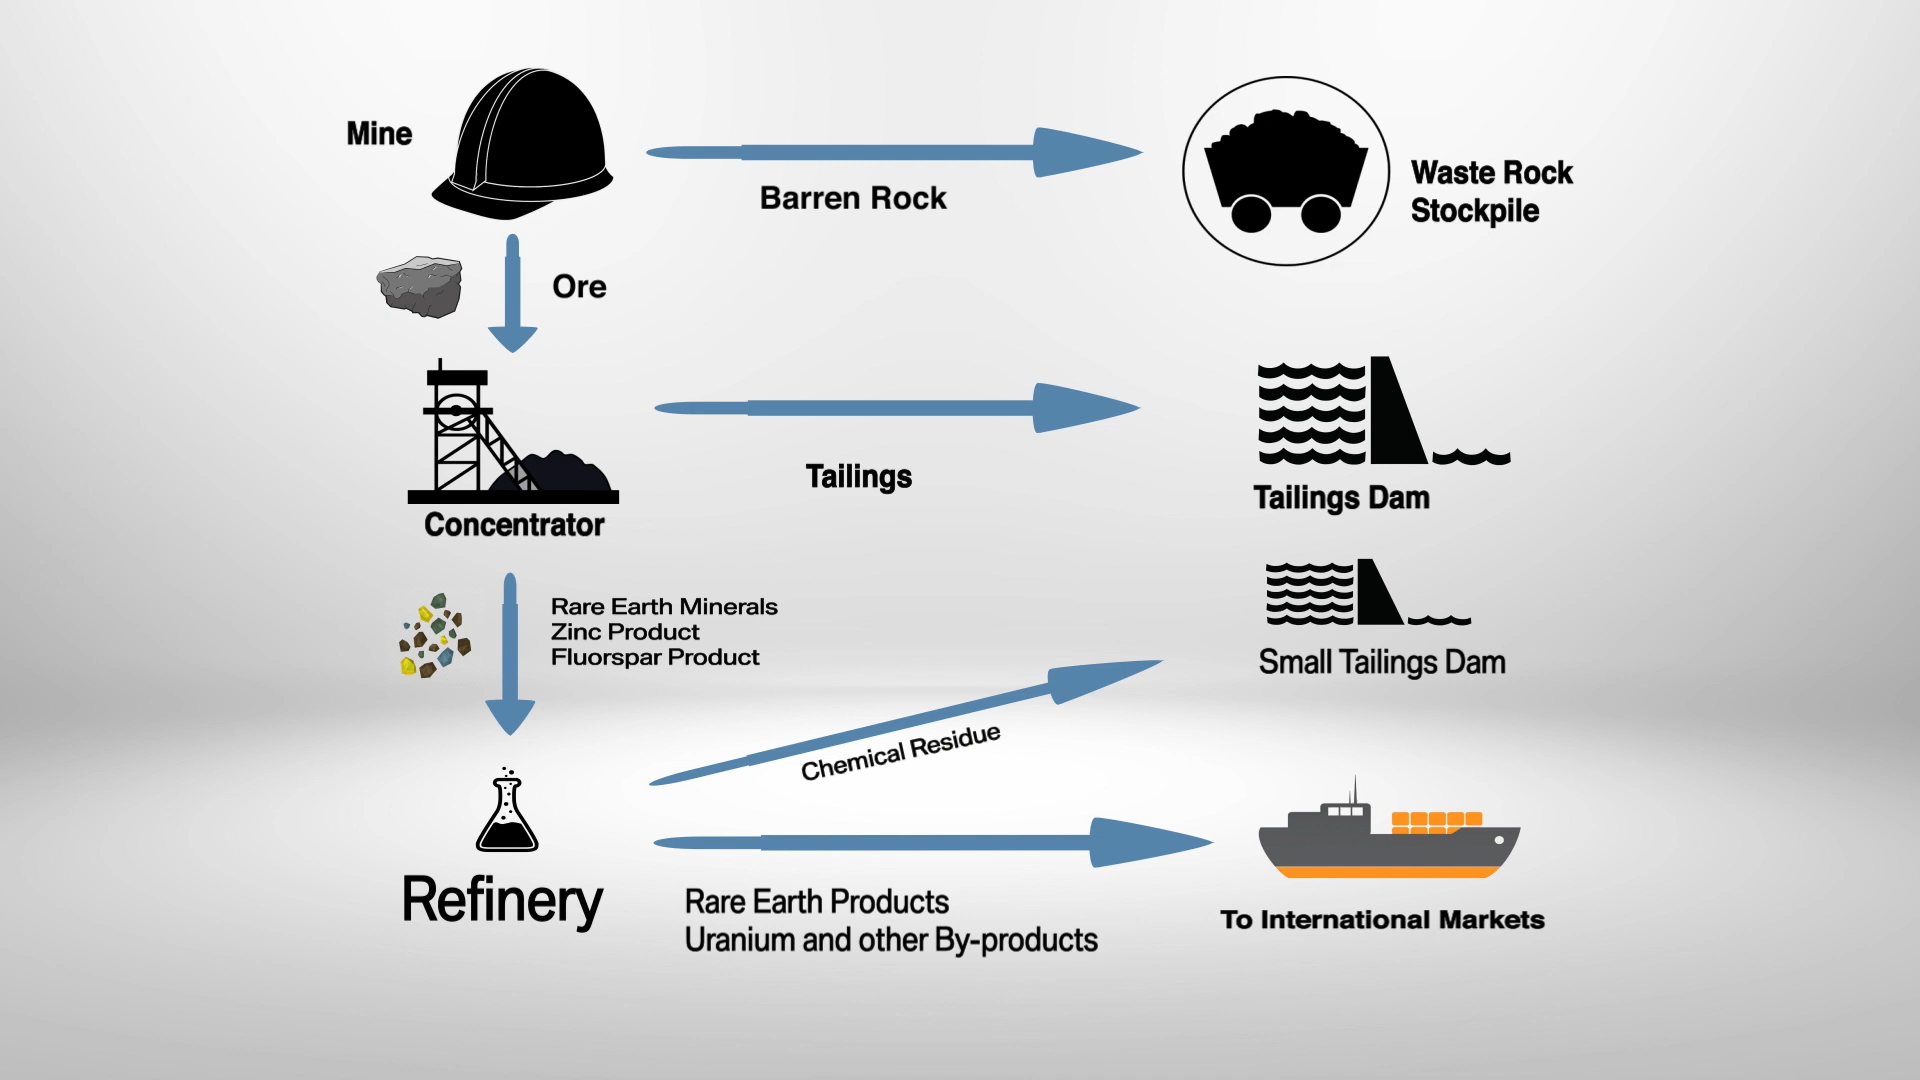 Mine
Barren Rock
Waste Rock
Stockpile
Ore
Tailings
Tailings Dam
Concentrator
Rare Earth Minerals
Zinc Product
Fluorspar Product
Small Tailings Dam
Chemical Residue
Refinery
Rare Earth Products
Uranium and other By-products
To International Markets